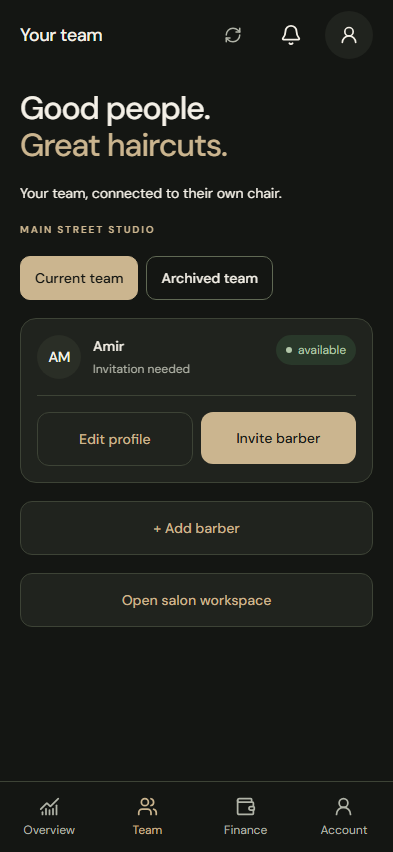 Your team
Good people.
Great haircuts.
Your team, connected to their own chair.
MAIN STREET STUDIO
Current team
Archived team
AM
Amir
Invitation needed
available
Edit profile
Invite barber
+ Add barber
Open salon workspace
Overview
Team
Finance
Account